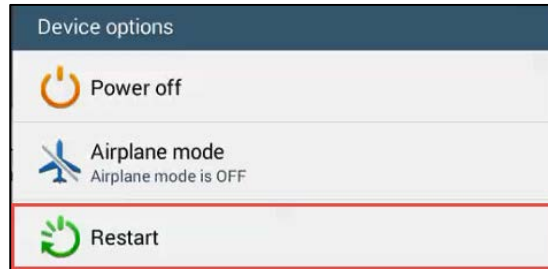 Device options
Power off
Airplane mode
Airplane mode is OFF
Restart